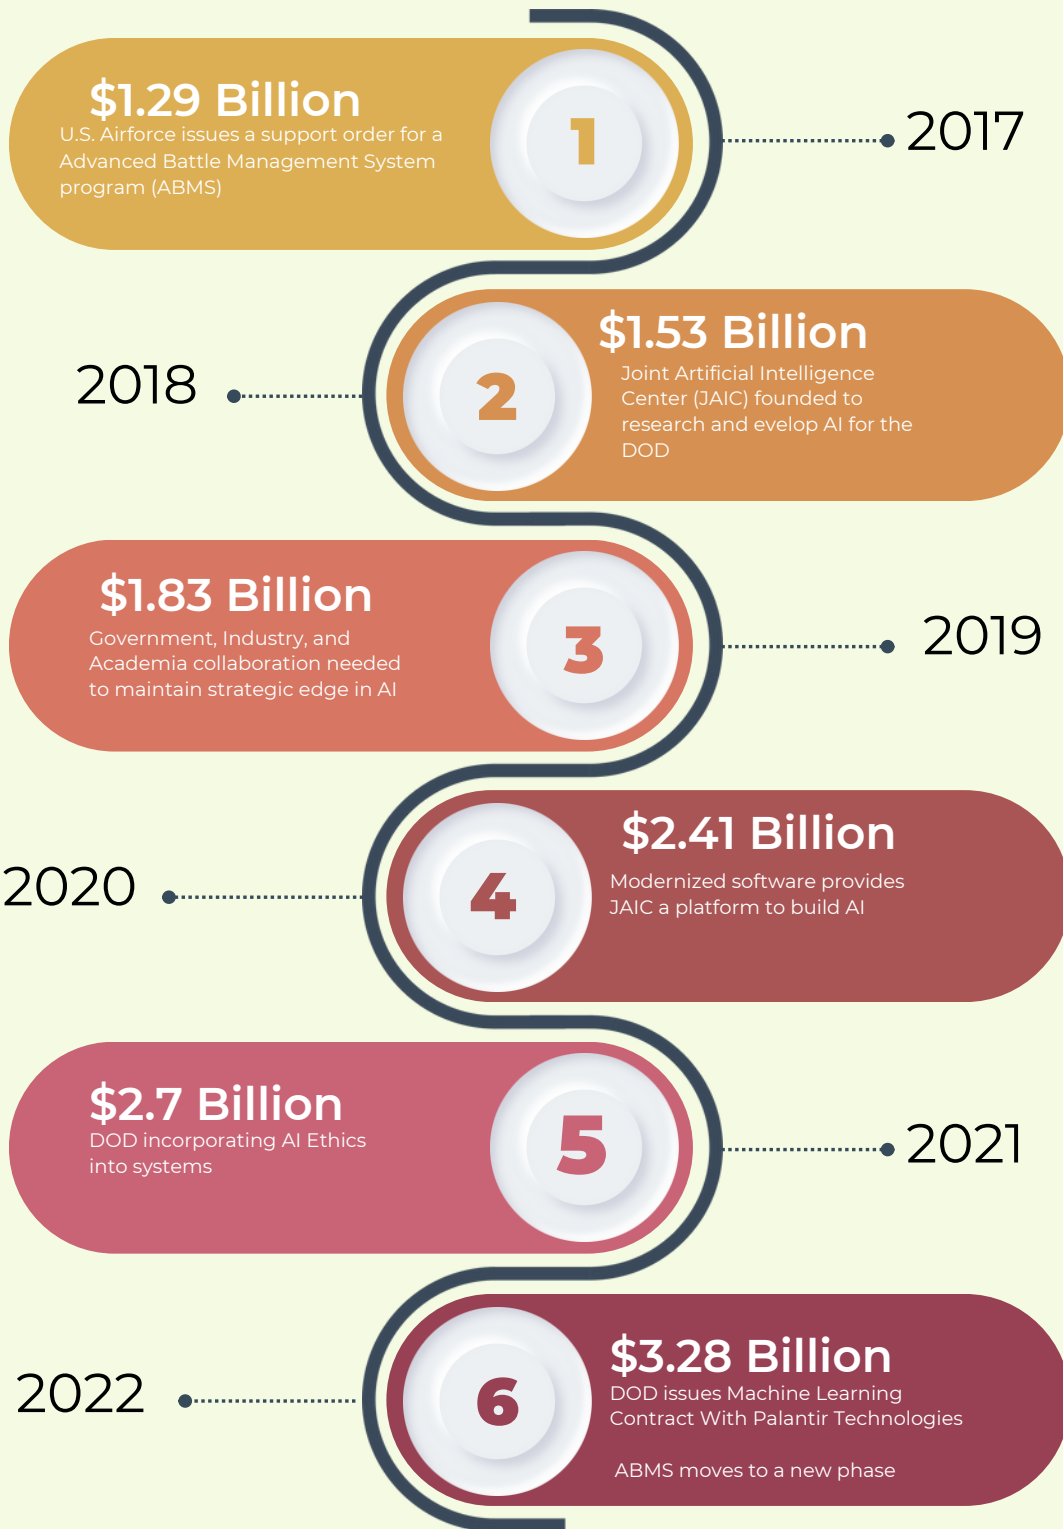 $1.29 Billion
U.S. Airforce issues a support order for a
Advanced Battle Management System
program (ABMS)
1
2017
2018
2
$1.53 Billion
Joint Artificial Intelligence
Center (JAIC) founded to
research and evelop AI for the
DOD
$1.83 Billion
Government, Industry, and
Academia collaboration needed
to maintain strategic edge in AI
3
2019
2020
4
$2.41 Billion
Modernized software provides
JAIC a platform to build AI
$2.7 Billion
DOD incorporating AI Ethics
into systems
5
2021
2022
6
$3.28 Billion
DOD issues Machine Learning
Contract With Palantir Technologies
ABMS moves to a new phase